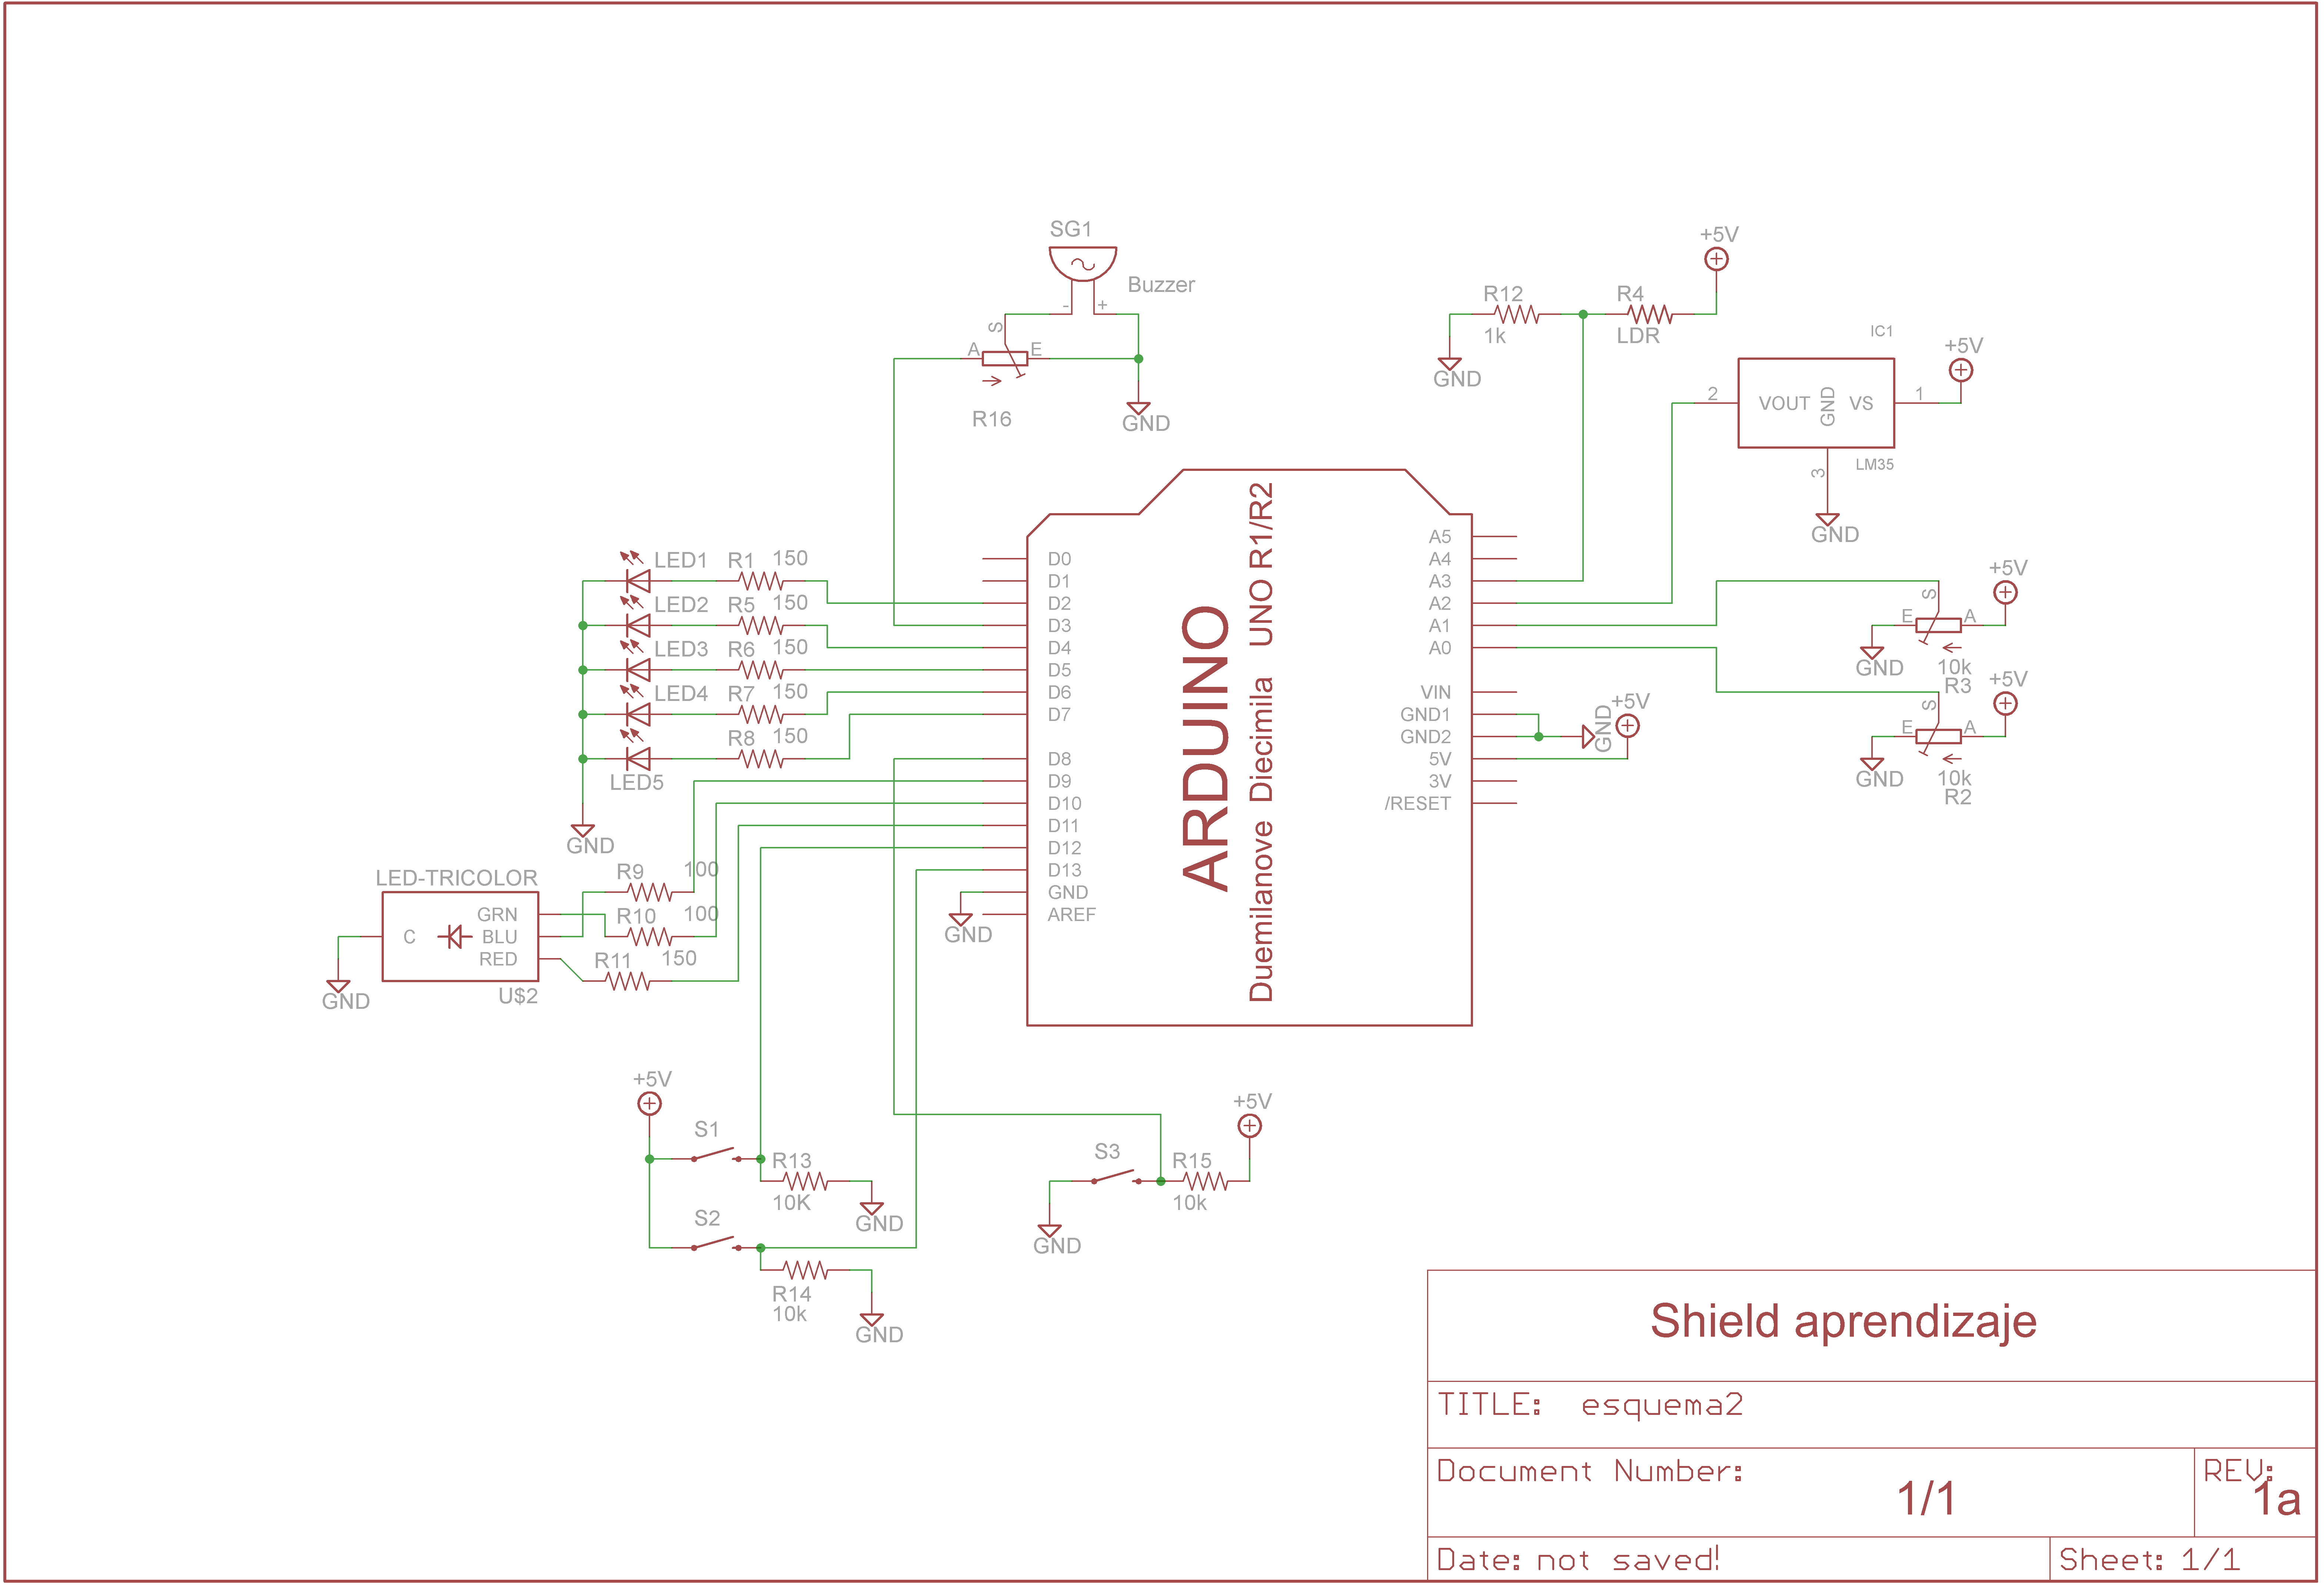 SG1
Buzzer
- +
S
A E
R16
GND
+5V
R12 R4
1k LDR
GND
IC1
+5V
2 VOUT GND VS 1
LM35
3
GND
LED1 R1 150
LED2 R5 150
LED3 R6 150
LED4 R7 150
R8 150
LED5
GND
D0
D1
D2
D3
D4
D5
D6
D7
D8
D9
D10
D11
D12
D13
GND
AREF
GND
ARDUINO
Duemilanove Diecimila UNO R1/R2
A5
A4
A3
A2
A1
A0
VIN
GND1
GND2
5V
3V
/RESET
GND
+5V
+5V
S
E A
GND
10k
R3
+5V
S
E A
GND
10k
R2
LED-TRICOLOR
GRN
C BLU
RED
U$2
GND
R9 100
R10 100
R11 150
+5V
S1
R13
10K
GND
S2
R14
10k
GND
+5V
S3 R15
10k
GND
Shield aprendizaje
TITLE: esquema2
Document Number:
1/1
REV:
1a
Date: not saved!
Sheet: 1/1